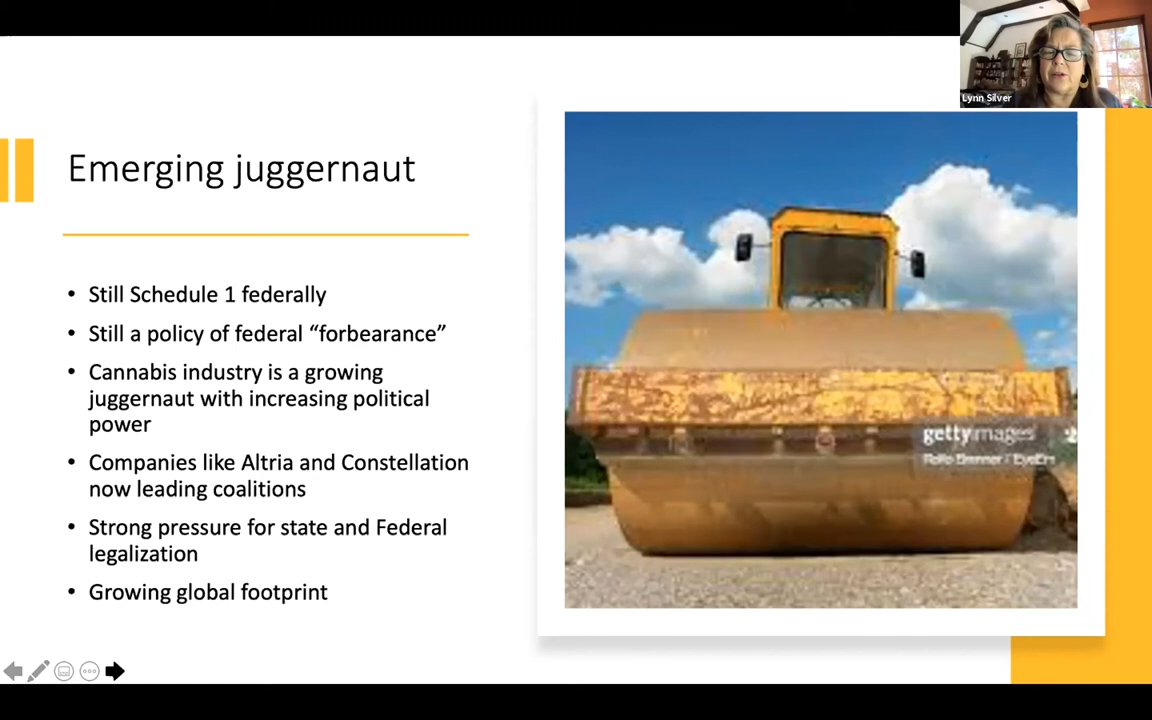 Lynn Silver
Emerging juggernaut
• Still Schedule 1 federally
• Still a policy of federal “forbearance”
• Cannabis industry is a growing
juggernaut with increasing political
power
• Companies like Altria and Constellation
now leading coalitions
• Strong pressure for state and Federal
legalization
• Growing global footprint
gettyimages
EyeEm